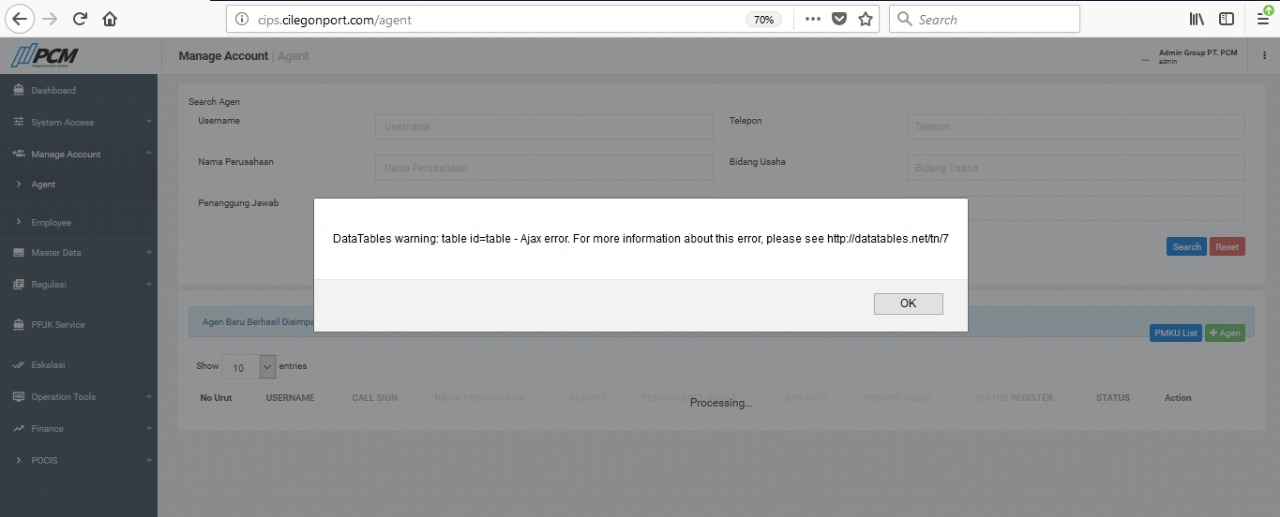 cips.cilegonport.com/agent
70%
Search
PCM
Manage Account | Agent
...
Admin Group PT. PCM
admin
Dashboard
System Access
Manage Account
Agent
Employee
Master Data
Regulasi
PPJK Service
Eskalasi
Operation Tools
Finance
POCIS
Search Agen
Username
Username
Telepon
Telepon
Nama Perusahaan
Nama Perusahaan
Bidang Usaha
Bidang Usaha
Penanggung Jawab
DataTables warning: table id=table - Ajax error. For more information about this error, please see http://datatables.net/tn/7
OK
Search
Reset
Agen Baru Berhasil Disimpa
PMKU List
+ Agen
Show 10 entries
No Urut USERNAME CALL SIGN NAMA PERUSAHAAN ALAMAT JOIN DATE PERIODE AGENT STATUS REGISTER STATUS Action
Processing...